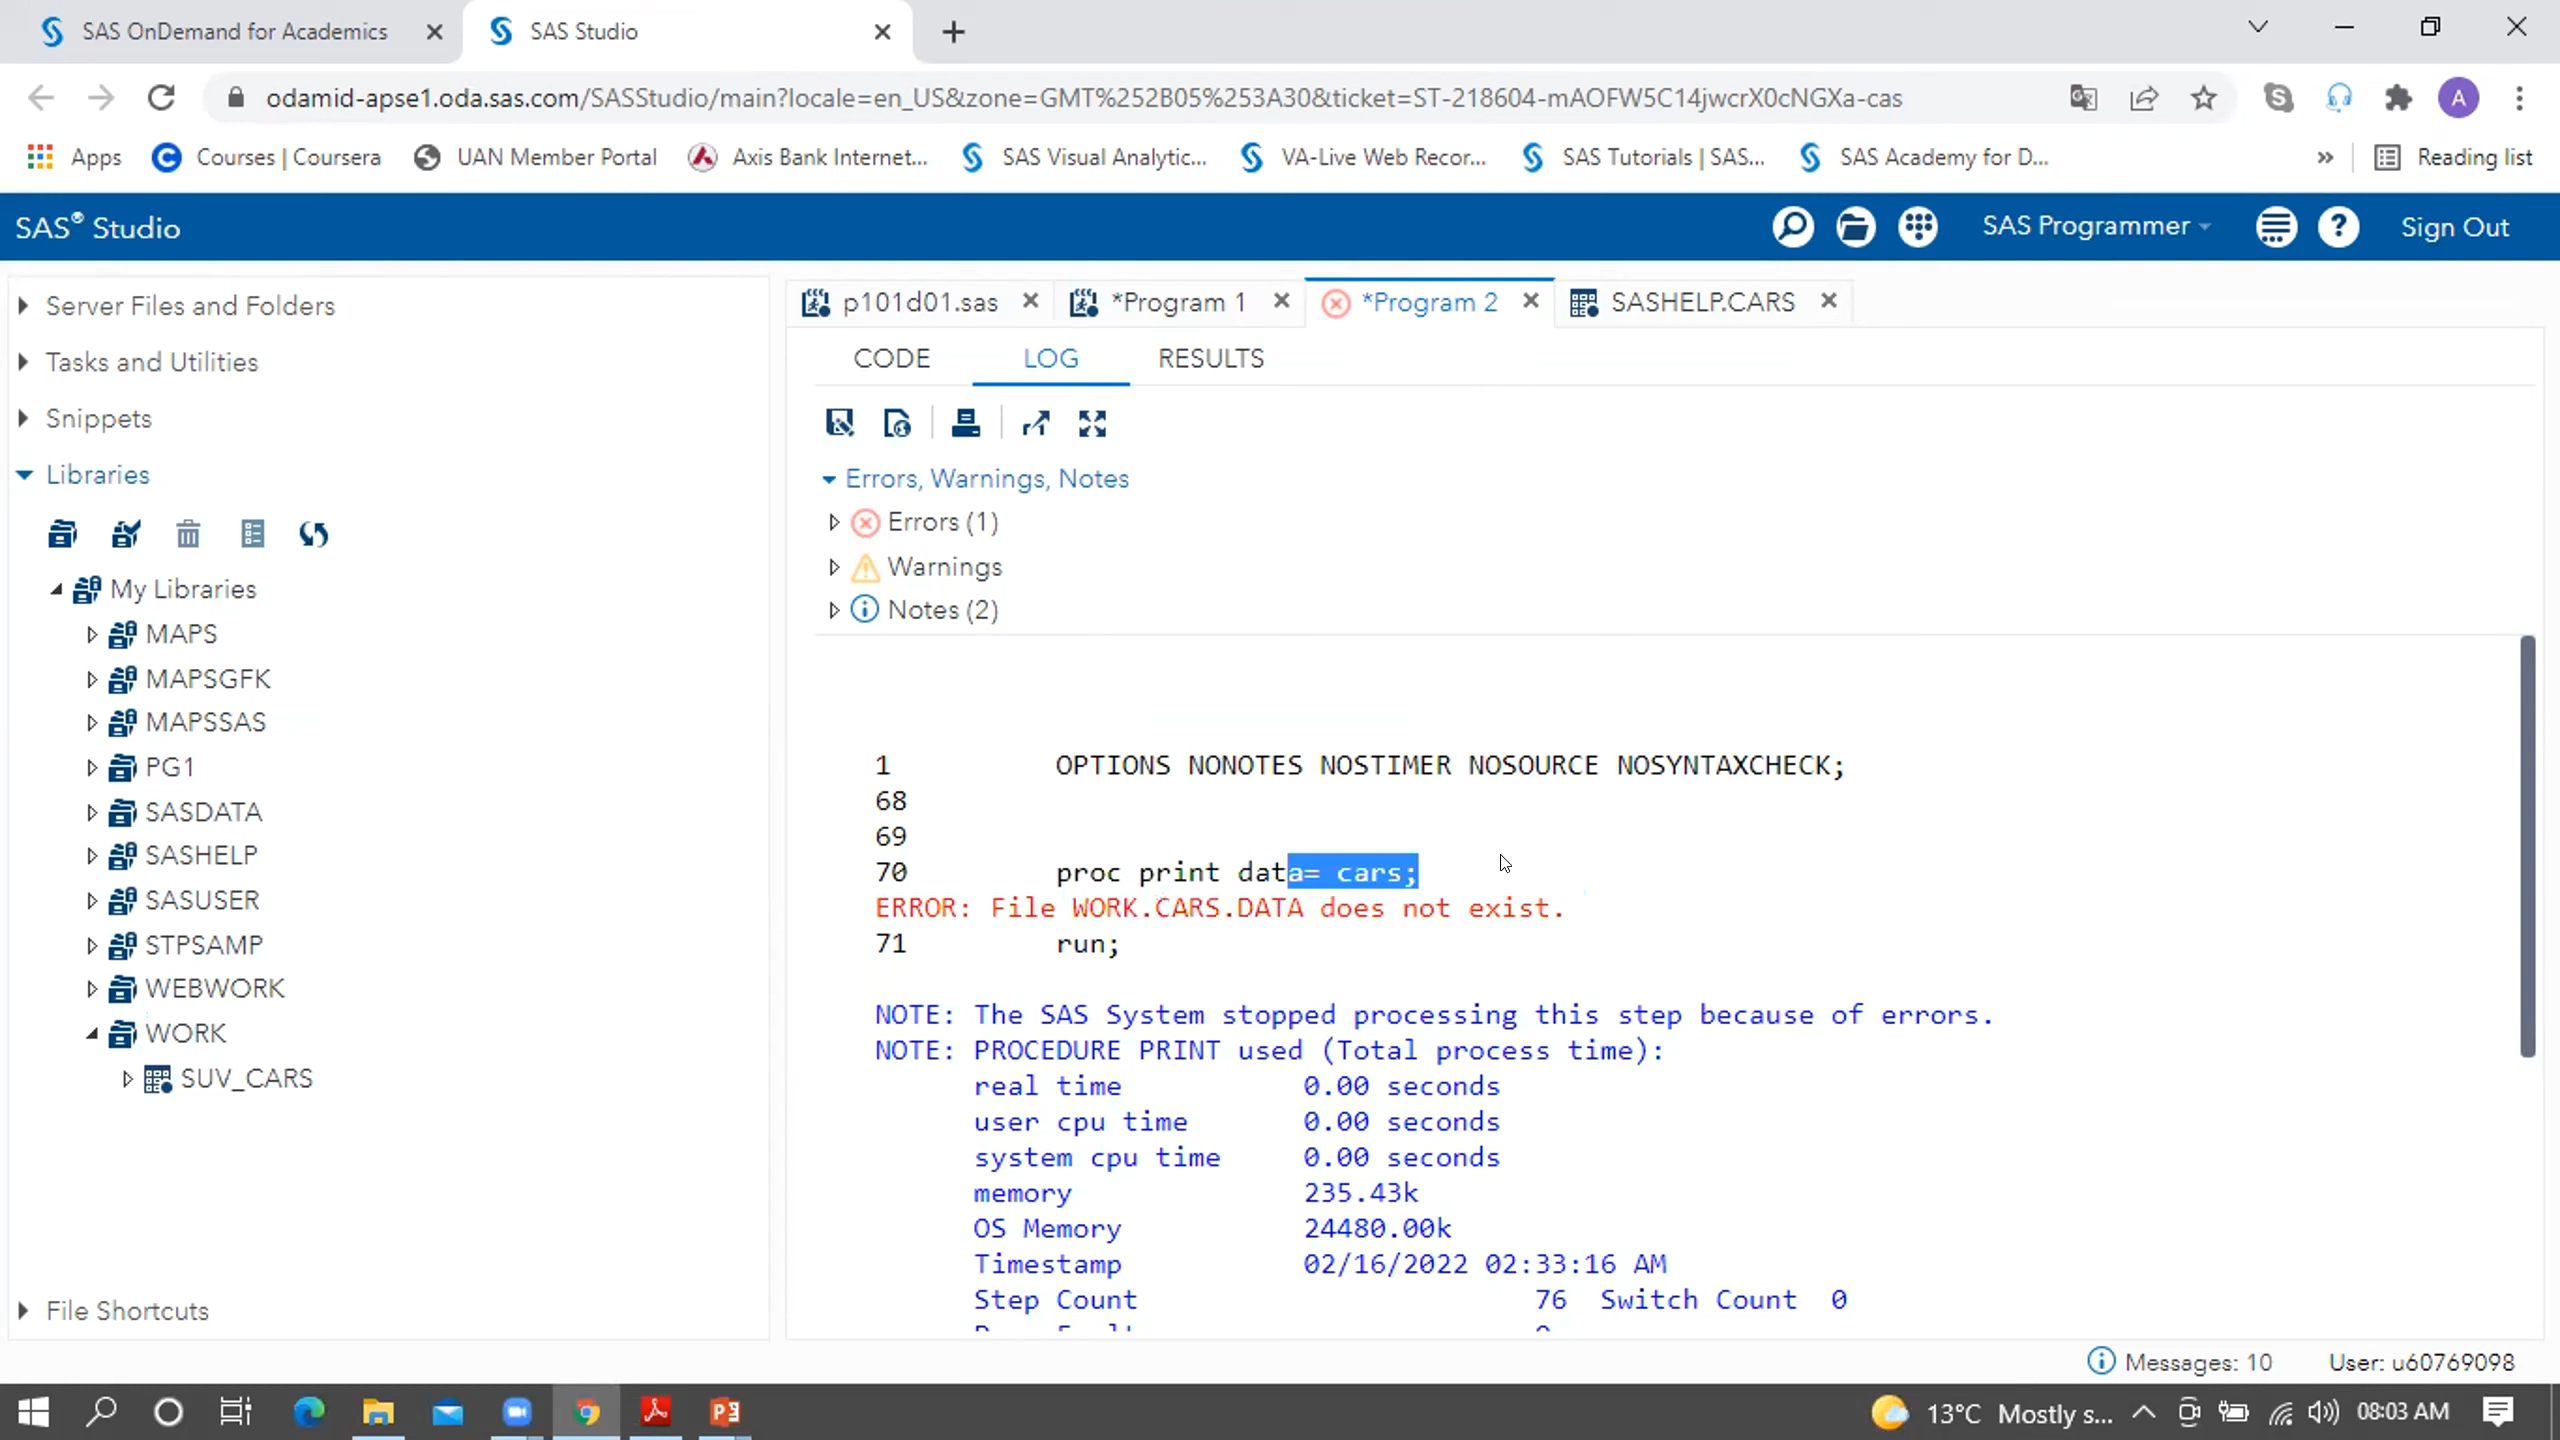 SAS OnDemand for Academics
SAS Studio
odamid-apse1.oda.sas.com/SASStudio/main?locale=en_US&zone=GMT%252B05%253A30&ticket=ST-218604-mAOFW5C14jwcrX0cNGXa-cas
A
Apps
Courses | Coursera
UAN Member Portal
Axis Bank Internet...
SAS Visual Analytic...
VA-Live Web Recor...
SAS Tutorials | SAS...
SAS Academy for D...
»
Reading list
SAS® Studio
SAS Programmer
Sign Out
Server Files and Folders
Tasks and Utilities
Snippets
Libraries
My Libraries
MAPS
MAPSGFK
MAPSSAS
PG1
SASDATA
SASHELP
SASUSER
STPSAMP
WEBWORK
WORK
SUV_CARS
File Shortcuts
p101d01.sas
*Program 1
*Program 2
SASHELP.CARS
CODE
LOG
RESULTS
Errors, Warnings, Notes
Errors (1)
Warnings
Notes (2)
1 OPTIONS NONOTES NOSTIMER NOSOURCE NOSYNTAXCHECK;
68
69
70 proc print data= cars;
ERROR: File WORK.CARS.DATA does not exist.
71 run;
NOTE: The SAS System stopped processing this step because of errors.
NOTE: PROCEDURE PRINT used (Total process time):
real time 0.00 seconds
user cpu time 0.00 seconds
system cpu time 0.00 seconds
memory 235.43k
OS Memory 24480.00k
Timestamp 02/16/2022 02:33:16 AM
Step Count 76 Switch Count 0
Messages: 10
User: u60769098
13°C Mostly s...
08:03 AM